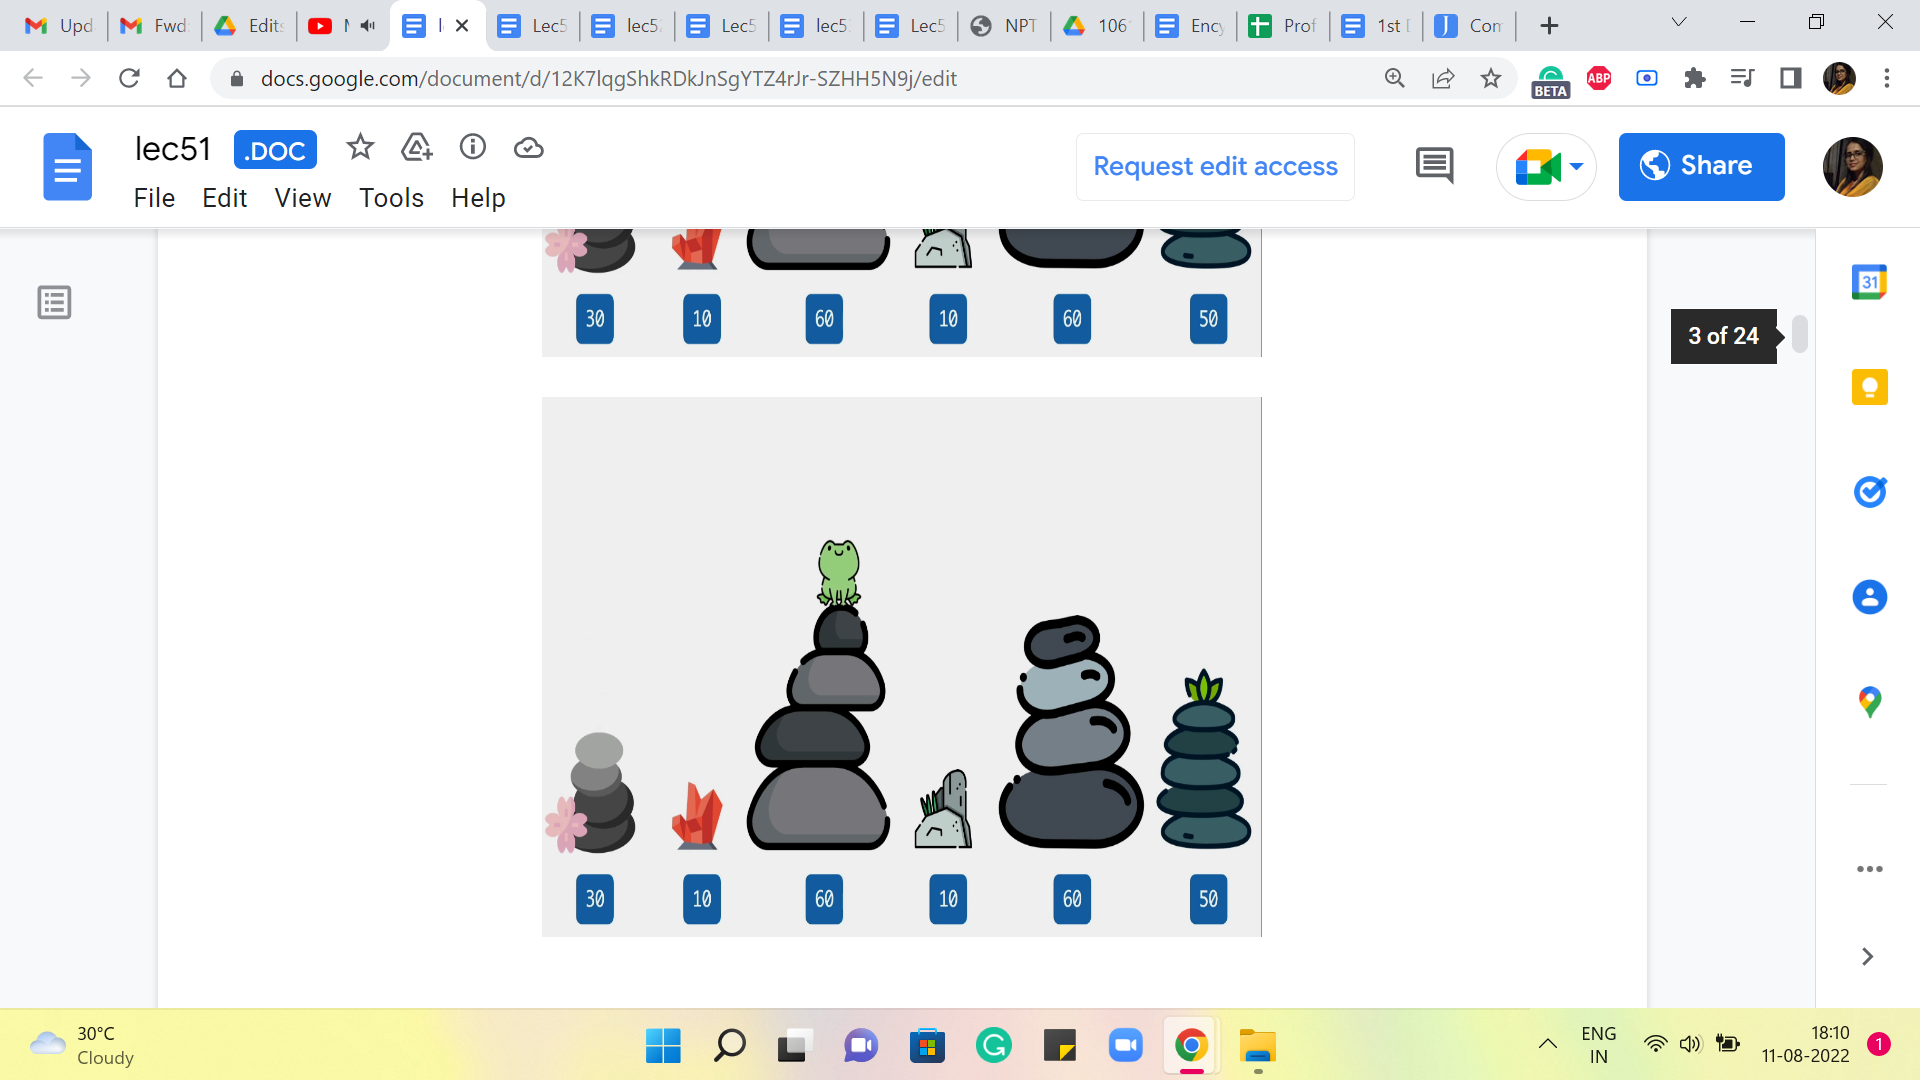 Upd
Fwd:
Edits
Lec5
lec5
Lec5
lec5
Lec5
NPT
106
Ency
Prof
1st
Con
docs.google.com/document/d/12K7lqgShkRDkJnSgYTZ4rJr-SZHH5N9j/edit
ABP
BETA
lec51
.DOC
Request edit access
Share
File Edit View Tools Help
31
30 10 60 10 60 50
3 of 24
30 10 60 10 60 50
30°C
Cloudy
ENG
IN
18:10
11-08-2022
1